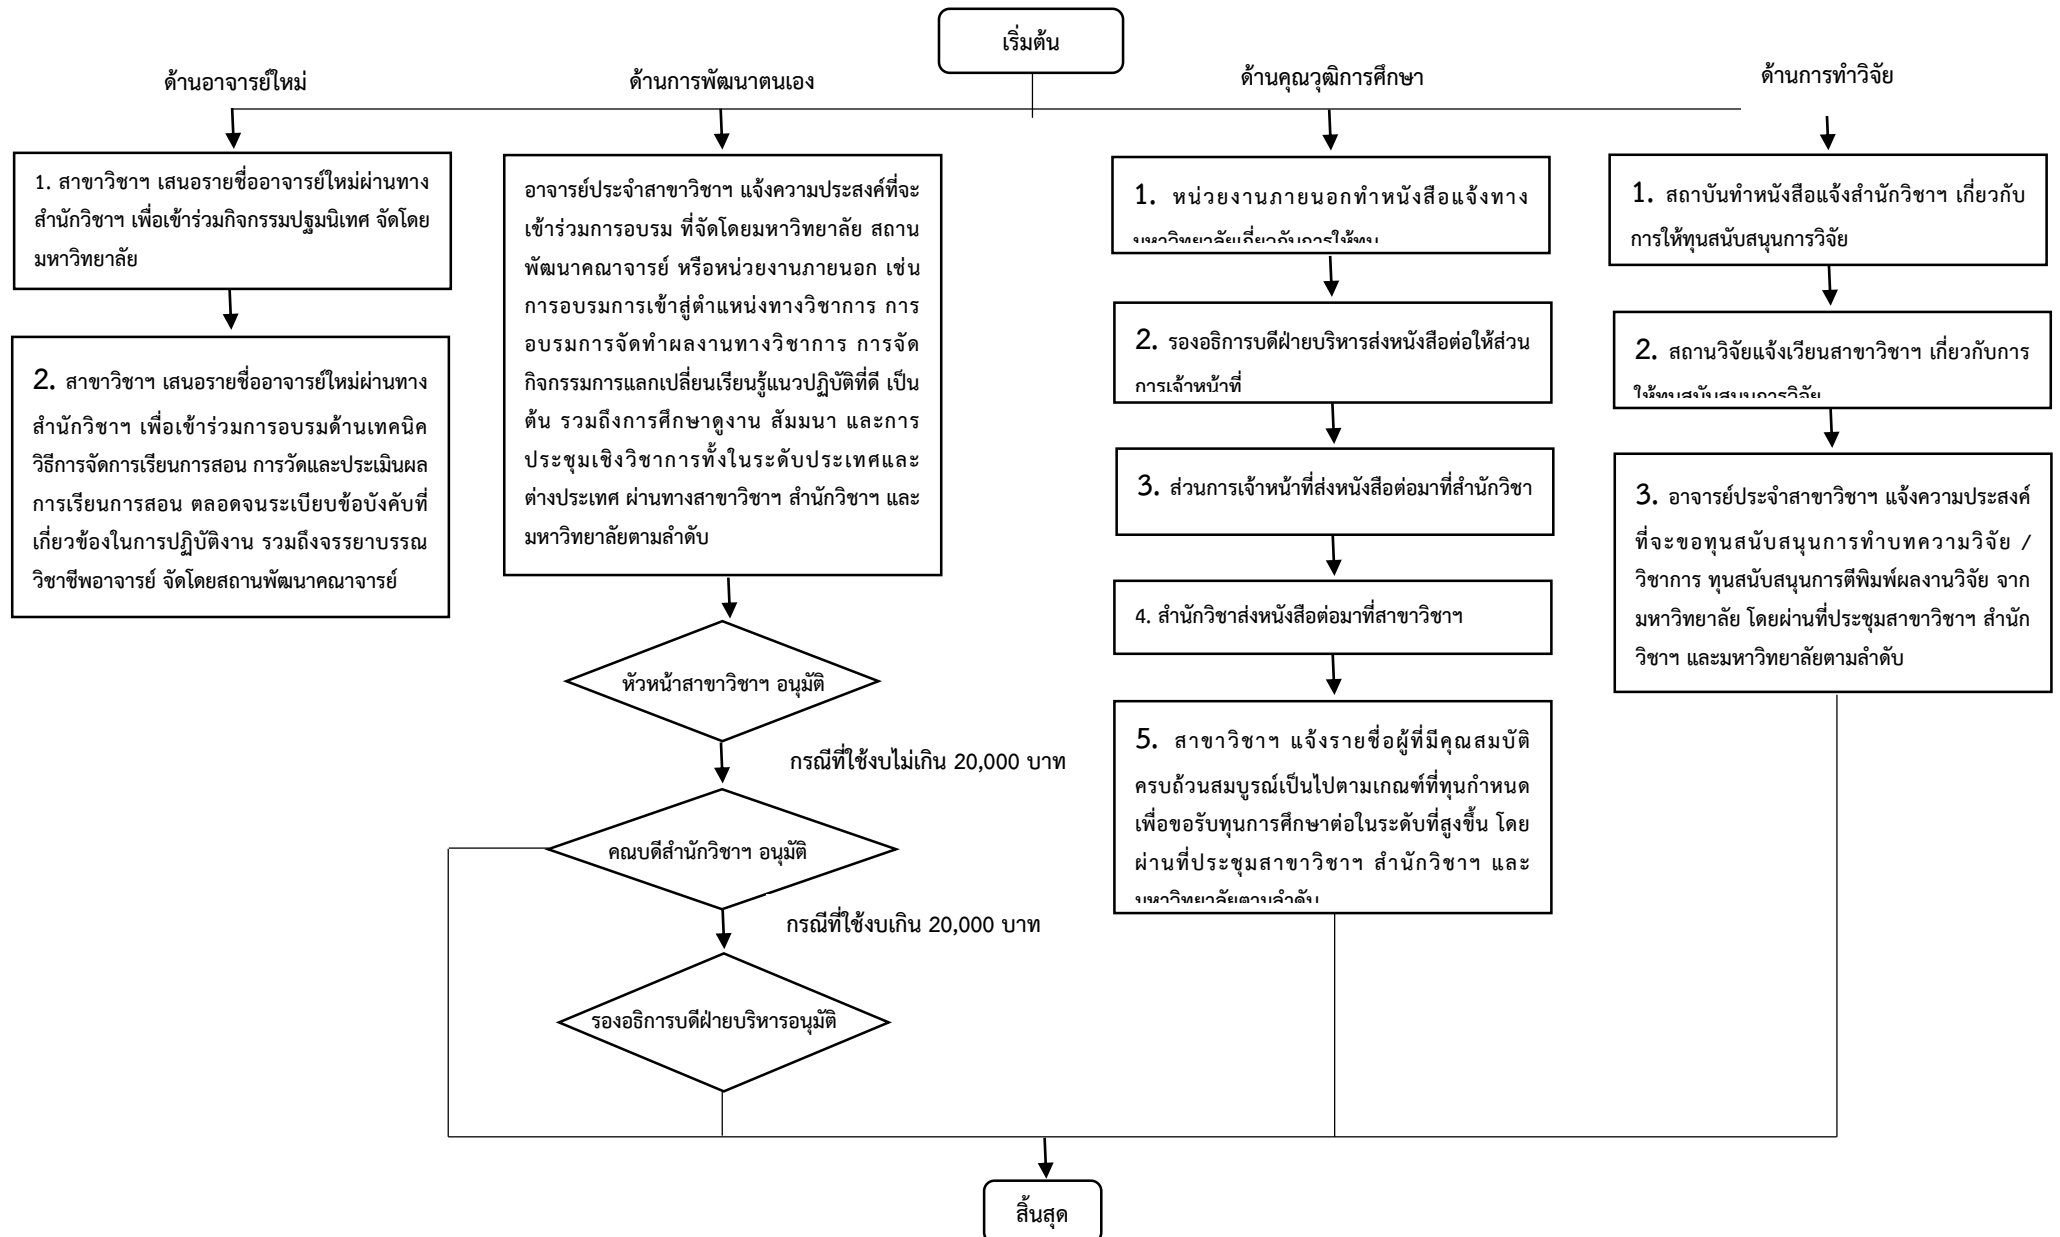 เริ่มต้น
ด้านอาจารย์ใหม่
ด้านการพัฒนาตนเอง
ด้านคุณวุฒิการศึกษา
ด้านการทำวิจัย
1. สาขาวิชาฯ เสนอรายชื่ออาจารย์ใหม่ผ่านทาง
สำนักวิชาฯ เพื่อเข้าร่วมกิจกรรมปฐมนิเทศ จัดโดย
มหาวิทยาลัย
2. สาขาวิชาฯ เสนอรายชื่ออาจารย์ใหม่ผ่านทาง
สำนักวิชาฯ เพื่อเข้าร่วมการอบรมด้านเทคนิค
วิธีการจัดการเรียนการสอน การวัดและประเมินผล
การเรียนการสอน ตลอดจนระเบียบข้อบังคับที่
เกี่ยวข้องในการปฏิบัติงาน รวมถึงจรรยาบรรณ
วิชาชีพอาจารย์ จัดโดยสถานพัฒนาคณาจารย์
อาจารย์ประจำสาขาวิชาฯ แจ้งความประสงค์ที่จะ
เข้าร่วมการอบรม ที่จัดโดยมหาวิทยาลัย สถาน
พัฒนาคณาจารย์ หรือหน่วยงานภายนอก เช่น
การอบรมการเข้าสู่ตำแหน่งทางวิชาการ การ
อบรมการจัดทำผลงานทางวิชาการ การจัด
กิจกรรมการแลกเปลี่ยนเรียนรู้แนวปฏิบัติที่ดี เป็น
ต้น รวมถึงการศึกษาดูงาน สัมมนา และการ
ประชุมเชิงวิชาการทั้งในระดับประเทศและ
ต่างประเทศ ผ่านทางสาขาวิชาฯ สำนักวิชาฯ และ
มหาวิทยาลัยตามลำดับ
หัวหน้าสาขาวิชาฯ อนุมัติ
กรณีที่ใช้งบไม่เกิน 20,000 บาท
คณบดีสำนักวิชาฯ อนุมัติ
กรณีที่ใช้งบเกิน 20,000 บาท
รองอธิการบดีฝ่ายบริหารอนุมัติ
1. หน่วยงานภายนอกทำหนังสือแจ้งทาง
มหาวิทยาลัยเกี่ยวกับการให้ทุน
2. รองอธิการบดีฝ่ายบริหารส่งหนังสือต่อให้ส่วน
การเจ้าหน้าที่
3. ส่วนการเจ้าหน้าที่ส่งหนังสือต่อมาที่สำนักวิชา
4. สำนักวิชาส่งหนังสือต่อมาที่สาขาวิชาฯ
5. สาขาวิชาฯ แจ้งรายชื่อผู้ที่มีคุณสมบัติ
ครบถ้วนสมบูรณ์เป็นไปตามเกณฑ์ที่ทุนกำหนด
เพื่อขอรับทุนการศึกษาต่อในระดับที่สูงขึ้น โดย
ผ่านที่ประชุมสาขาวิชาฯ สำนักวิชาฯ และ
มหาวิทยาลัยตามลำดับ
1. สถาบันทำหนังสือแจ้งสำนักวิชาฯ เกี่ยวกับ
การให้ทุนสนับสนุนการวิจัย
2. สถานวิจัยแจ้งเวียนสาขาวิชาฯ เกี่ยวกับการ
ให้ทุนสนับสนุนการวิจัย
3. อาจารย์ประจำสาขาวิชาฯ แจ้งความประสงค์
ที่จะขอทุนสนับสนุนการทำบทความวิจัย /
วิชาการ ทุนสนับสนุนการตีพิมพ์ผลงานวิจัย จาก
มหาวิทยาลัย โดยผ่านที่ประชุมสาขาวิชาฯ สำนัก
วิชาฯ และมหาวิทยาลัยตามลำดับ
สิ้นสุด